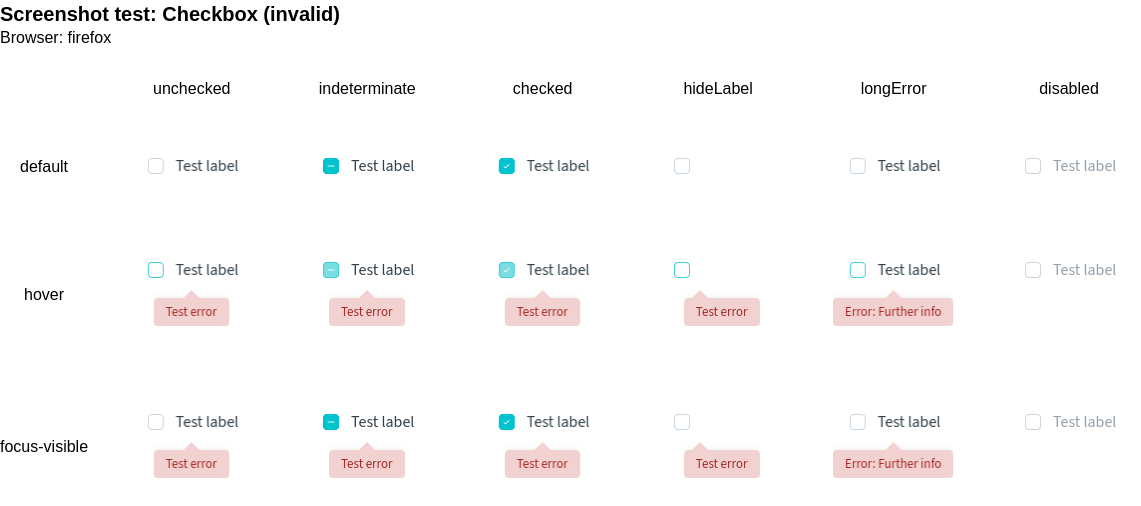 Screenshot test: Checkbox (invalid)
Browser: firefox
unchecked indeterminate checked hideLabel longError disabled
default Test label Test label Test label Test label Test label
Test label Test label Test label Test label Test label
hover
Test error Test error Test error Test error Error: Further info
Test label Test label Test label Test label Test label
focus-visible
Test error Test error Test error Test error Error: Further info